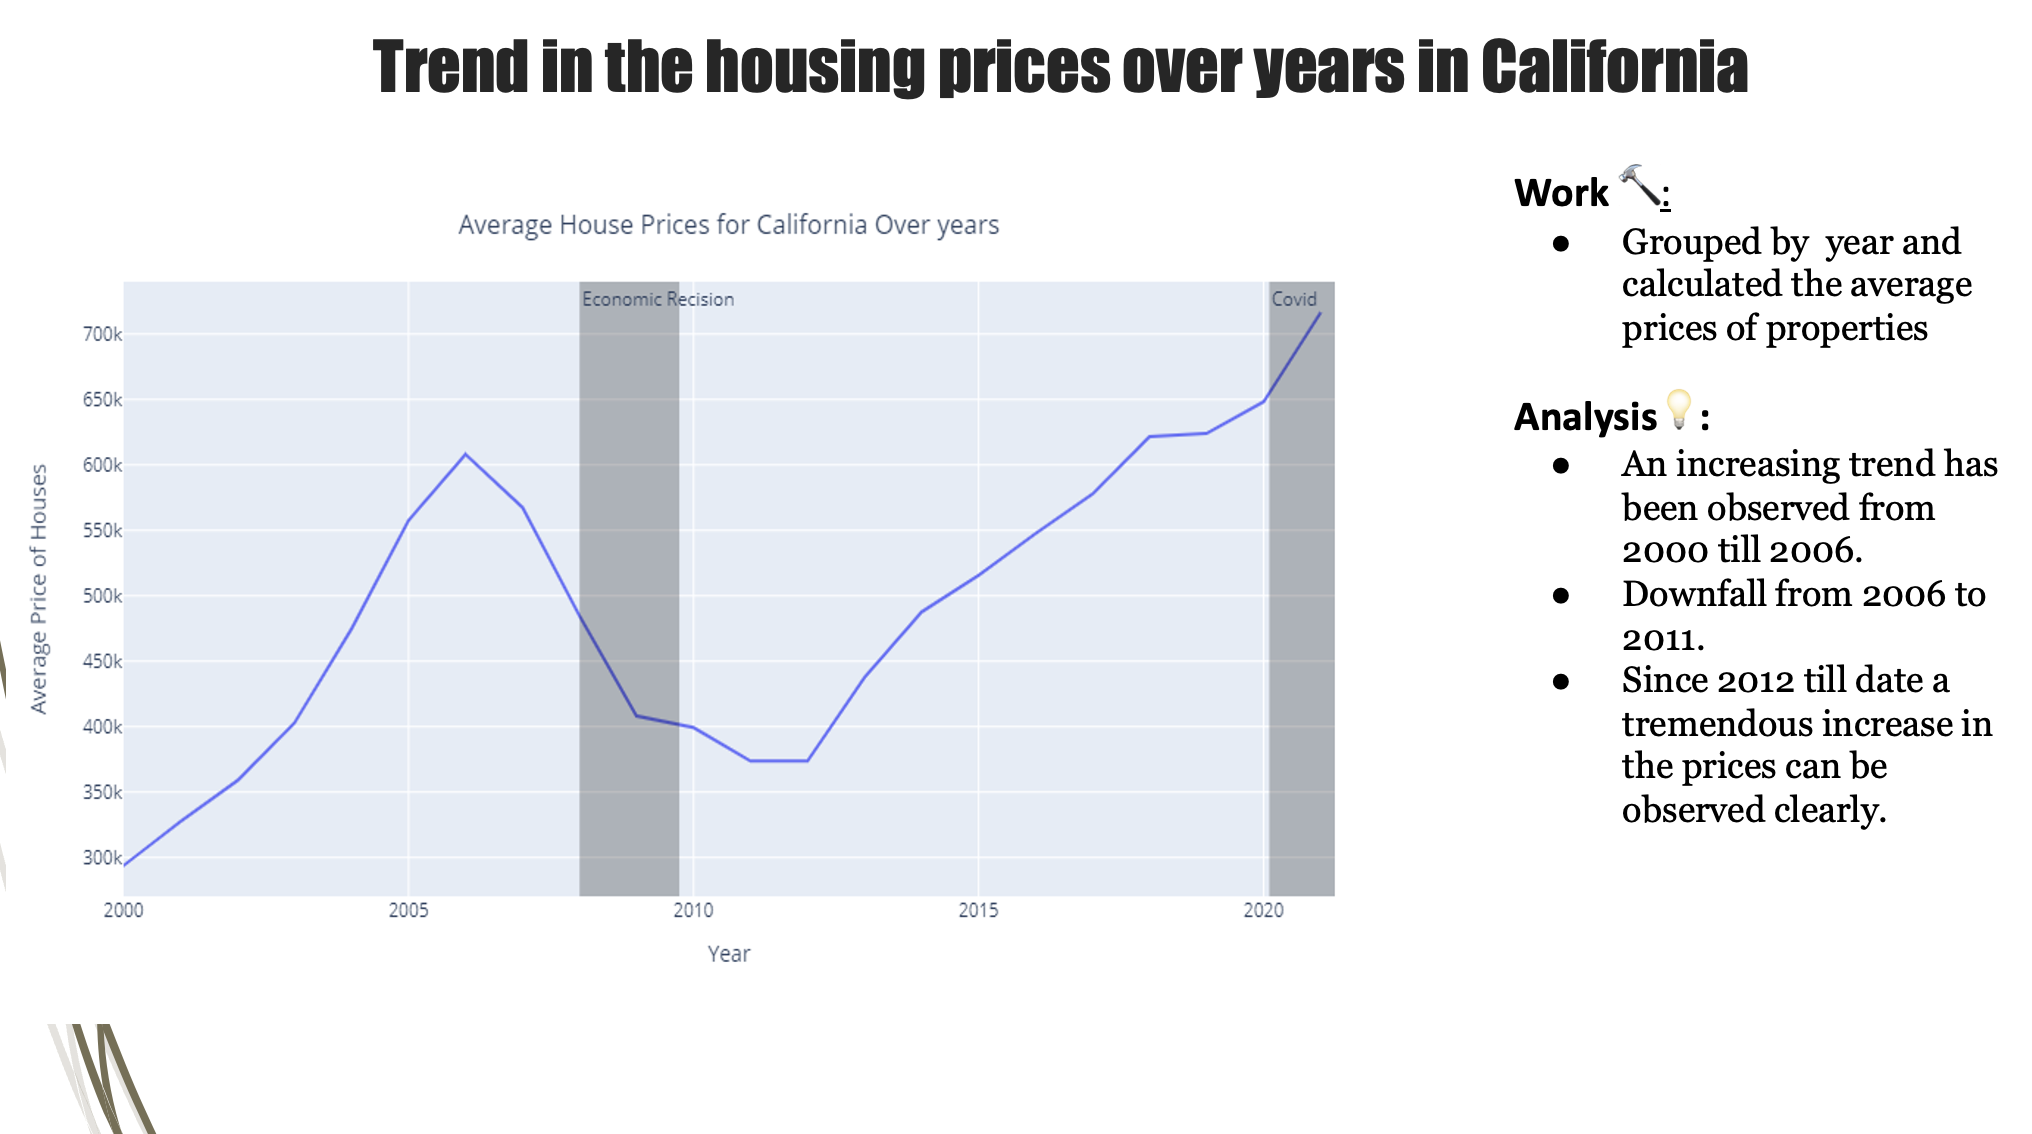 Trend in the housing prices over years in California
Average House Prices for California Over years
Economic Recision
Covid
700k
650k
600k
550k
500k
450k
400k
350k
300k
Average Price of Houses
2000
2005
2010
2015
2020
Year
Work 🔨:
● Grouped by  year and
calculated the average
prices of properties
Analysis💡:
● An increasing trend has
been observed from
2000 till 2006.
● Downfall from 2006 to
2011.
● Since 2012 till date a
tremendous increase in
the prices can be
observed clearly.